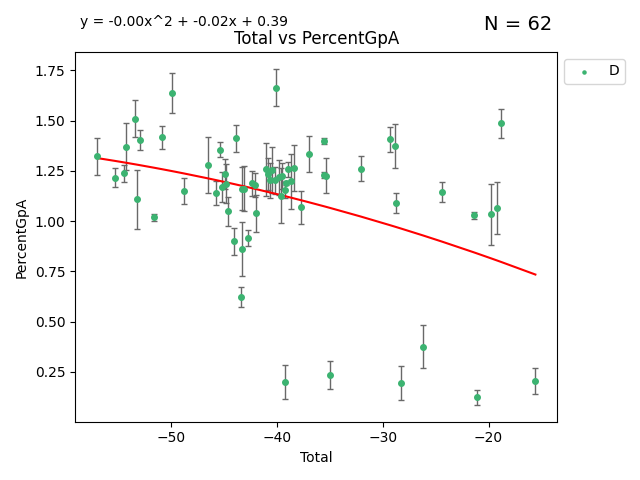 y = -0.00x^2 + -0.02x + 0.39
N = 62
Total vs PercentGpA
D
1.75
1.50
1.25
1.00
0.75
0.50
0.25
PercentGpA
−50
−40
−30
−20
Total